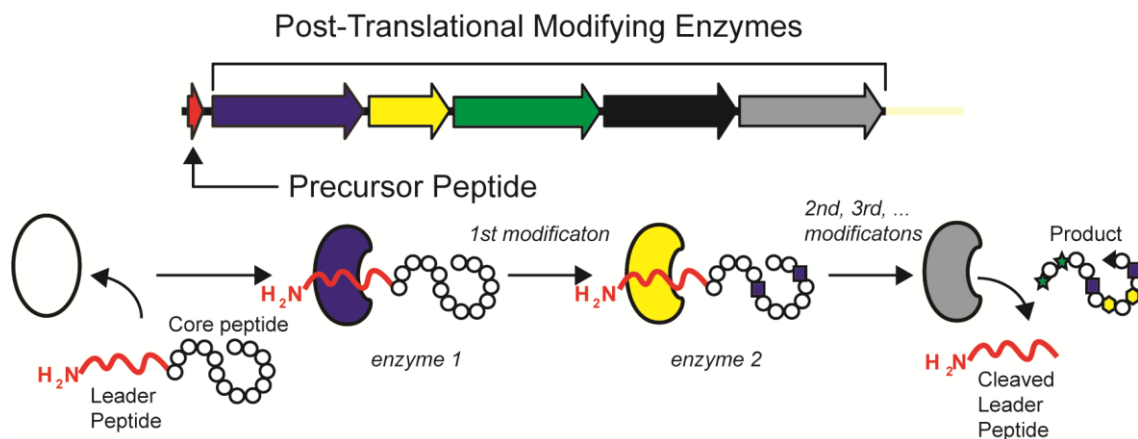 Post-Translational Modifying Enzymes
Precursor Peptide
1st modificaton
2nd, 3rd, ...
modificatons
Product
H2N
H2N
Core peptide
enzyme 1
enzyme 2
H2N
Leader
Peptide
H2N
Cleaved
Leader
Peptide